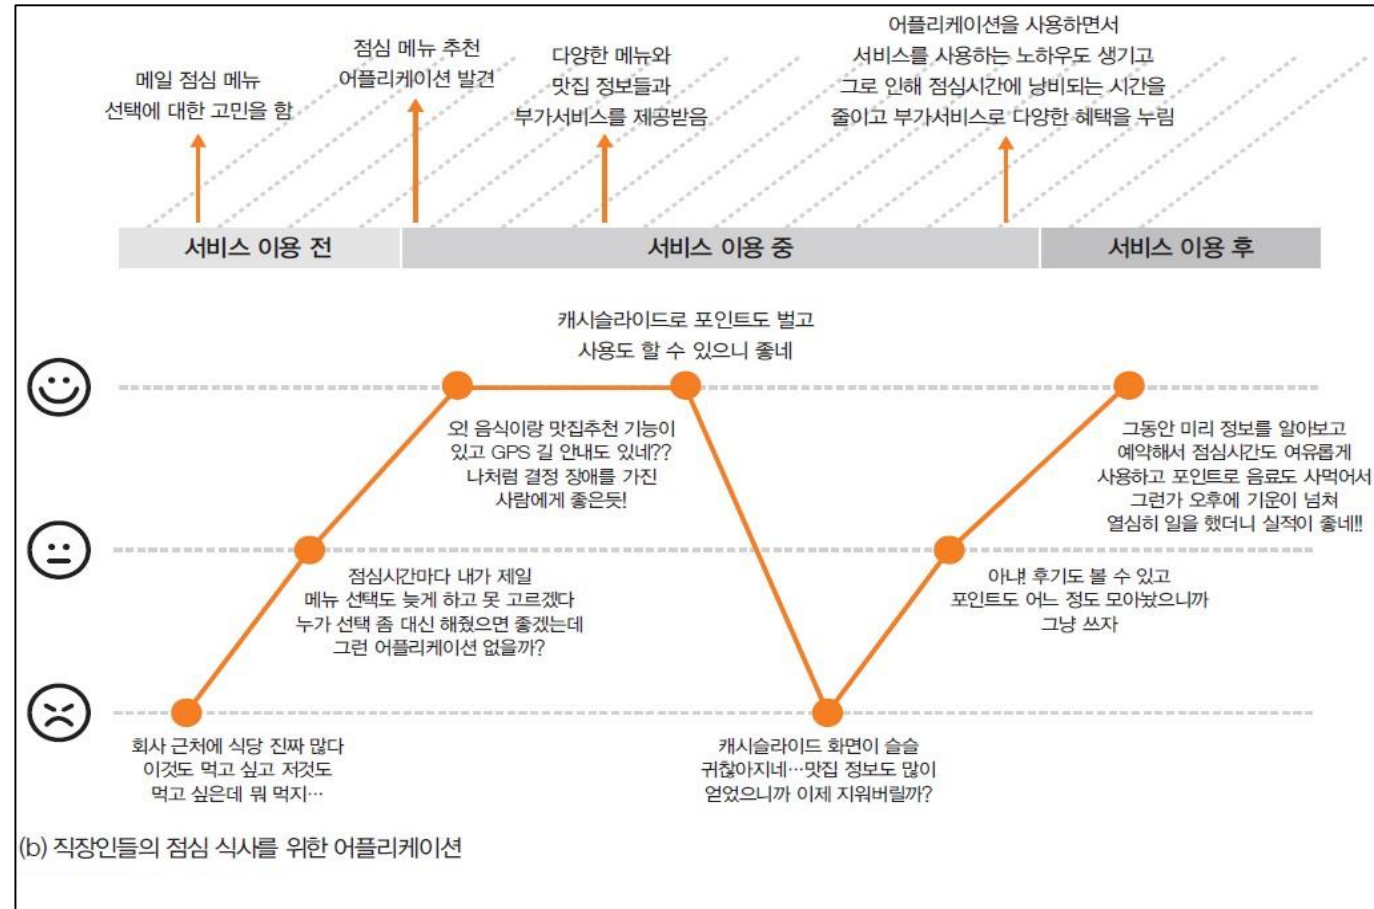 메일 점심 메뉴
선택에 대한 고민을 함
점심 메뉴 추천
어플리케이션 발견
다양한 메뉴와
맛집 정보들과
부가서비스를 제공받음
어플리케이션을 사용하면서
서비스를 사용하는 노하우도 생기고
그로 인해 점심시간에 낭비되는 시간을
줄이고 부가서비스로 다양한 혜택을 누림
서비스 이용 전
서비스 이용 중
서비스 이용 후
캐시슬라이드로 포인트도 벌고
사용도 할 수 있으니 좋네
오! 음식이랑 맛집추천 기능이
있고 GPS 길 안내도 있네??
나처럼 결정 장애를 가진
사람에게 좋은듯!
그동안 미리 정보를 알아보고
예약해서 점심시간도 여유롭게
사용하고 포인트로 음료도 사먹어서
그런가 오후에 기운이 넘쳐
열심히 일을 했더니 실적이 좋네!!
점심시간마다 내가 제일
메뉴 선택도 늦게 하고 못 고르겠다
누가 선택 좀 대신 해줬으면 좋겠는데
그런 어플리케이션 없을까?
아냐! 후기도 볼 수 있고
포인트도 어느 정도 모아놨으니까
그냥 쓰자
회사 근처에 식당 진짜 많다
이것도 먹고 싶고 저것도
먹고 싶은데 뭐 먹지…
캐시슬라이드 화면이 슬슬
귀찮아지네…맛집 정보도 많이
얻었으니까 이제 지워버릴까?
(b) 직장인들의 점심 식사를 위한 어플리케이션